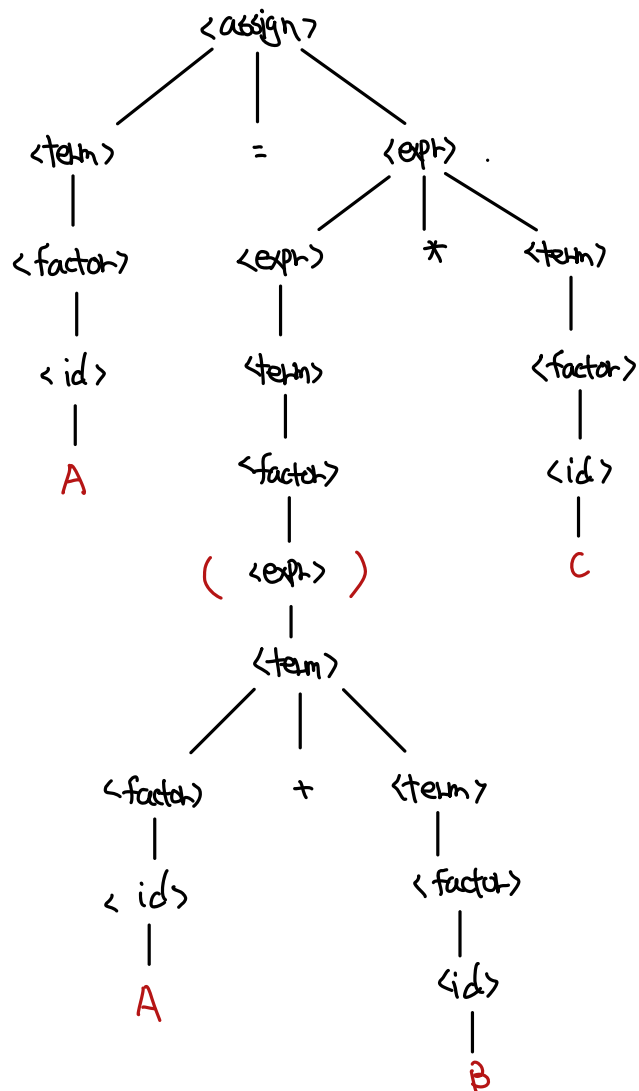 <assign>
<term> = <expr> .
<factor> <expr> * <term>
<id> <term> <factor>
A <factor> <id>
( <expr> ) C
<term>
<factor> + <term>
<id> <factor>
A <id>
B